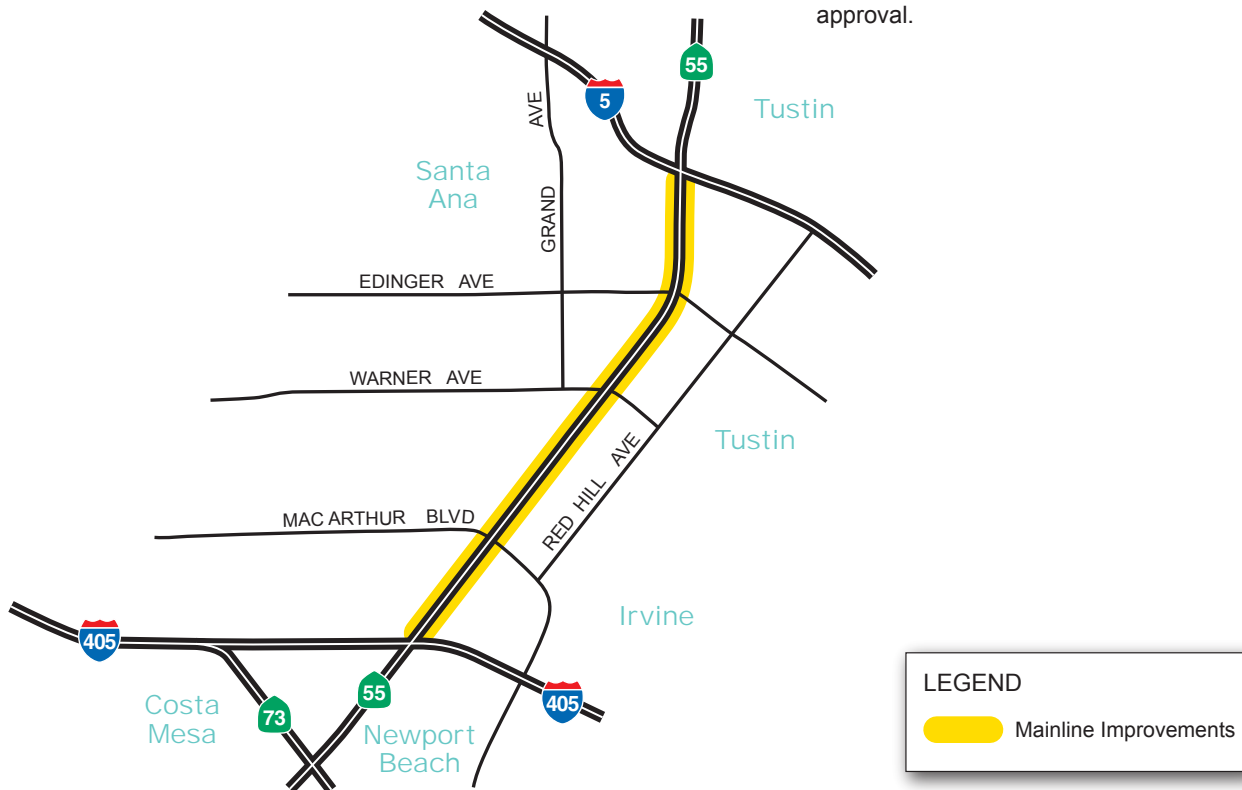 approval.
55
5
Tustin
AVE
Santa
Ana
GRAND
EDINGER AVE
WARNER AVE
Tustin
RED HILL AVE
MAC ARTHUR BLVD
Irvine
405
55
405
73
Costa
Mesa
Newport
Beach
LEGEND
Mainline Improvements